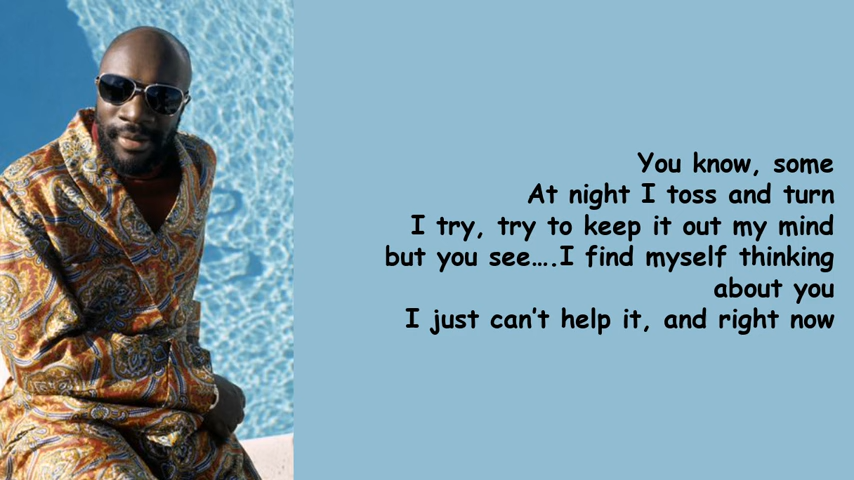 You know, some
At night I toss and turn
I try, try to keep it out my mind
but you see….I find myself thinking
about you
I just can't help it, and right now